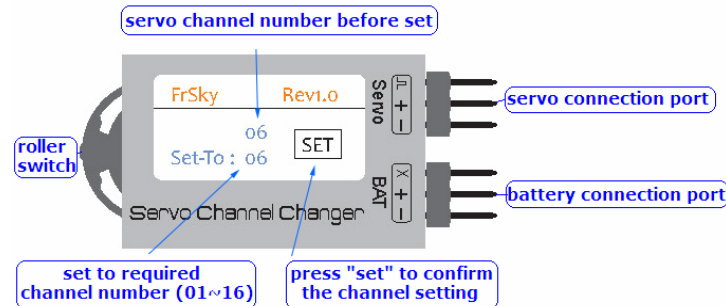 servo channel number before set
FrSky Rev1.0
06
SET
Set-To : 06
Servo
+
−
servo connection port
roller
switch
BAT
X
+
−
battery connection port
Servo Channel Changer
set to required
channel number (01~16)
press "set" to confirm
the channel setting